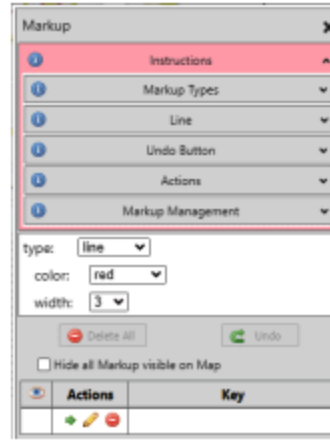 Markup
Instructions
Markup Types
Line
Undo Button
Actions
Markup Management
type: line
color: red
width: 3
Delete All Undo
Hide all Markup visible on Map
Actions Key